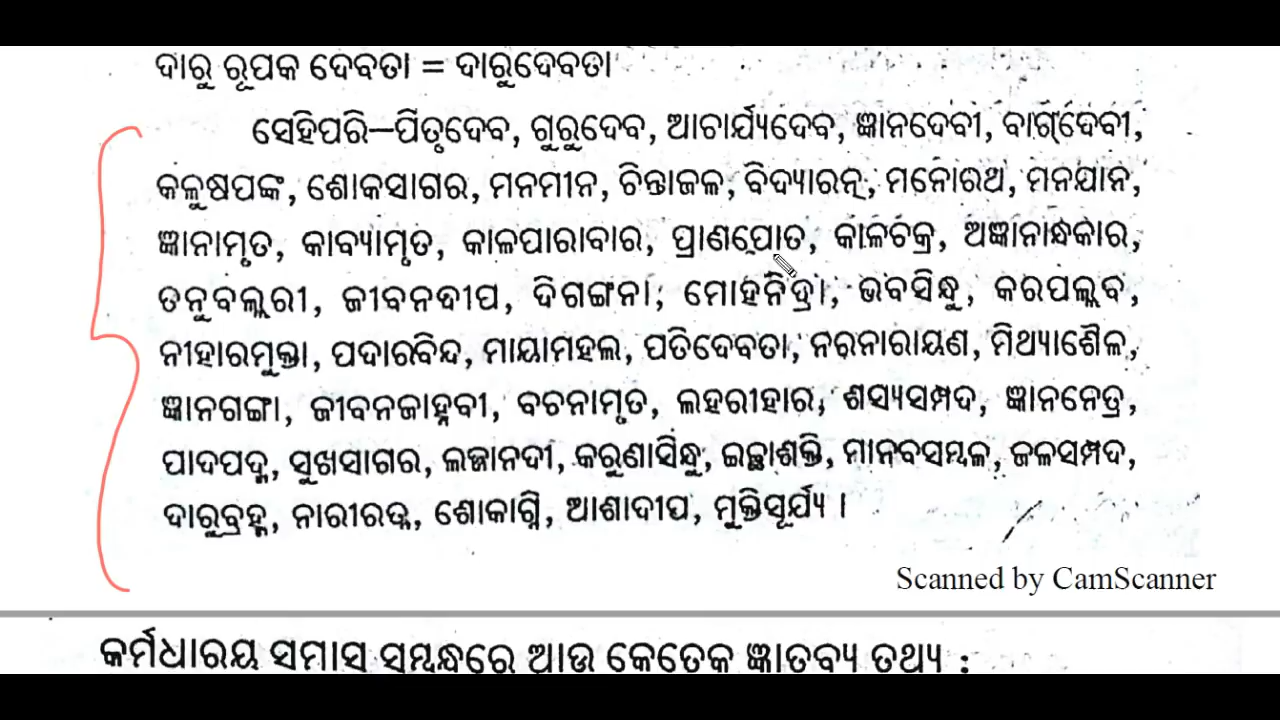 ଦାରୁ ରୂପକ ଦେବତା = ଦାରୁଦେବତା
ସେହିପରି—ପିତୃଦେବ, ଗୁରୁଦେବ, ଆଚାର୍ଯ୍ୟଦେବ, ଜ୍ଞାନଦେବୀ, ବାଗ୍‌ଦେବୀ,
କଳୁଷପଙ୍କ, ଶୋକସାଗର, ମନମୀନ, ଚିନ୍ତାଜଳ, ବିଦ୍ୟାରତ୍ନ, ମନୋରଥ, ମନଯାନ,
ଜ୍ଞାନାମୃତ, କାବ୍ୟାମୃତ, କାଳପାରାବାର, ପ୍ରାଣପୋତ, କାଳଚକ୍ର, ଅଜ୍ଞାନାନ୍ଧକାର,
ତନୁବଲ୍ଲରୀ, ଜୀବନଦୀପ, ଦିଗଙ୍ଗନା, ମୋହନିଦ୍ରା, ଭବସିନ୍ଧୁ, କରପଲ୍ଲବ,
ନୀହାରମୁକ୍ତା, ପଦାରବିନ୍ଦ, ମାୟାମହଲ, ପତିଦେବତା, ନରନାରାୟଣ, ମିଥ୍ୟାଶୈଳ,
ଜ୍ଞାନଗଙ୍ଗା, ଜୀବନଜାହ୍ନବୀ, ବଚନାମୃତ, ଲହରୀହାର, ଶସ୍ୟସମ୍ପଦ, ଜ୍ଞାନନେତ୍ର,
ପାଦପଦ୍ମ, ସୁଖସାଗର, ଲଜ୍ଜାନଦୀ, କରୁଣାସିନ୍ଧୁ, ଇଚ୍ଛାଶକ୍ତି, ମାନବସମ୍ବଳ, ଜଳସମ୍ପଦ,
ଦାରୁବ୍ରହ୍ମ, ନାରୀରତ୍ନ, ଶୋକାଗ୍ନି, ଆଶାଦୀପ, ମୁକ୍ତିସୂର୍ଯ୍ୟ ।
Scanned by CamScanner
କର୍ମଧାରୟ ସମାସ ସମ୍ବନ୍ଧରେ ଆଉ କେତେକ ଜ୍ଞାତବ୍ୟ ତଥ୍ୟ :